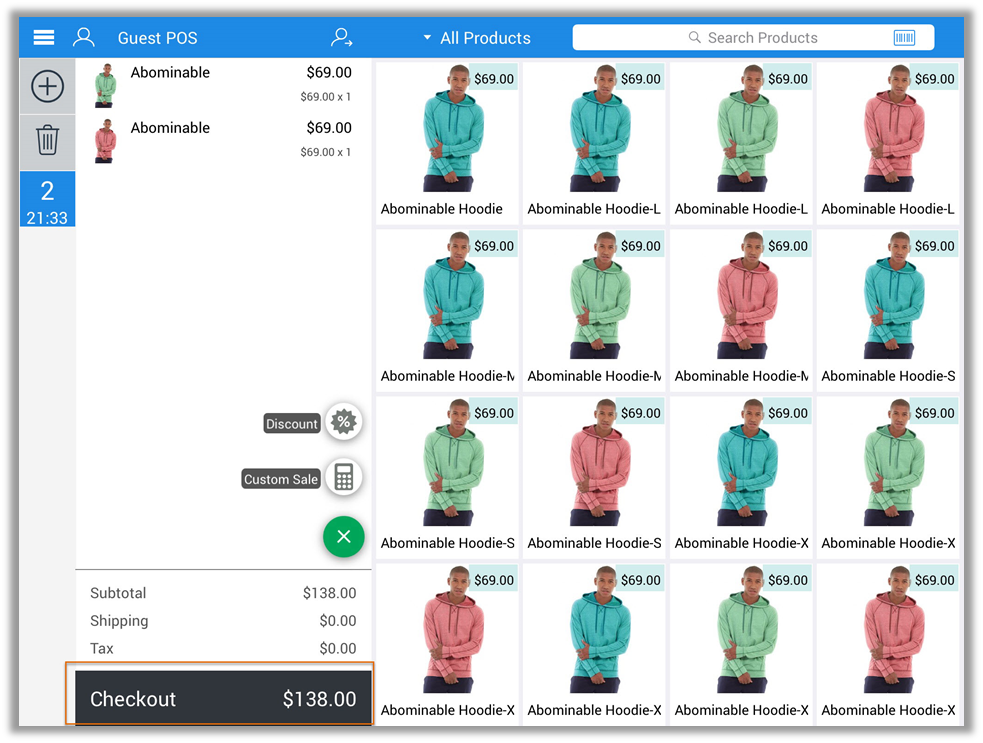 Guest POS
All Products
Search Products
Abominable $69.00
$69.00 x 1
Abominable $69.00
$69.00 x 1
2
21:33
Discount
%
Custom Sale
Subtotal $138.00
Shipping $0.00
Tax $0.00
Checkout $138.00
$69.00 $69.00 $69.00 $69.00
Abominable Hoodie Abominable Hoodie-L Abominable Hoodie-L Abominable Hoodie-L
$69.00 $69.00 $69.00 $69.00
Abominable Hoodie-M Abominable Hoodie-M Abominable Hoodie-M Abominable Hoodie-S
$69.00 $69.00 $69.00 $69.00
Abominable Hoodie-S Abominable Hoodie-S Abominable Hoodie-X Abominable Hoodie-X
$69.00 $69.00 $69.00 $69.00
Abominable Hoodie-X Abominable Hoodie-X Abominable Hoodie-X Abominable Hoodie-X